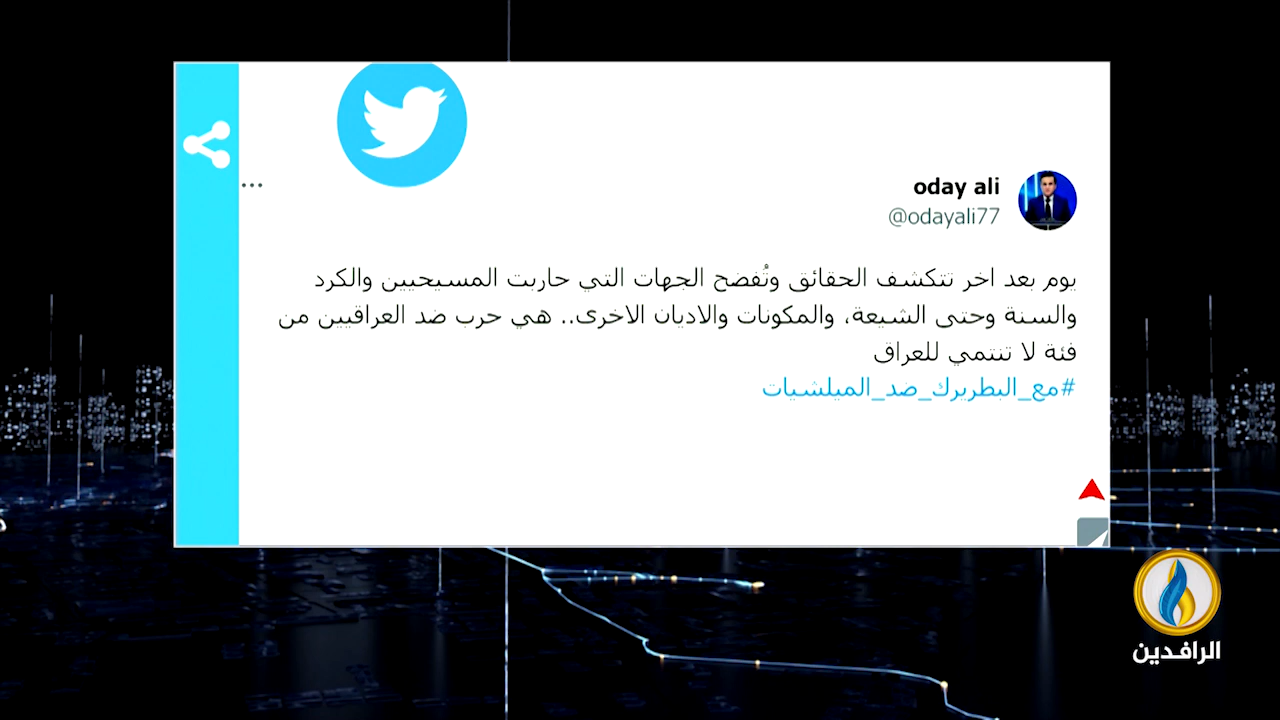 oday ali
@odayali77
يوم بعد اخر تتكشف الحقائق وتُفضح الجهات التي حاربت المسيحيين والكرد
والسنة وحتى الشيعة، والمكونات والاديان الاخرى.. هي حرب ضد العراقيين من
فئة لا تنتمي للعراق
#مع_البطريرك_ضد_الميلشيات
الرافدين